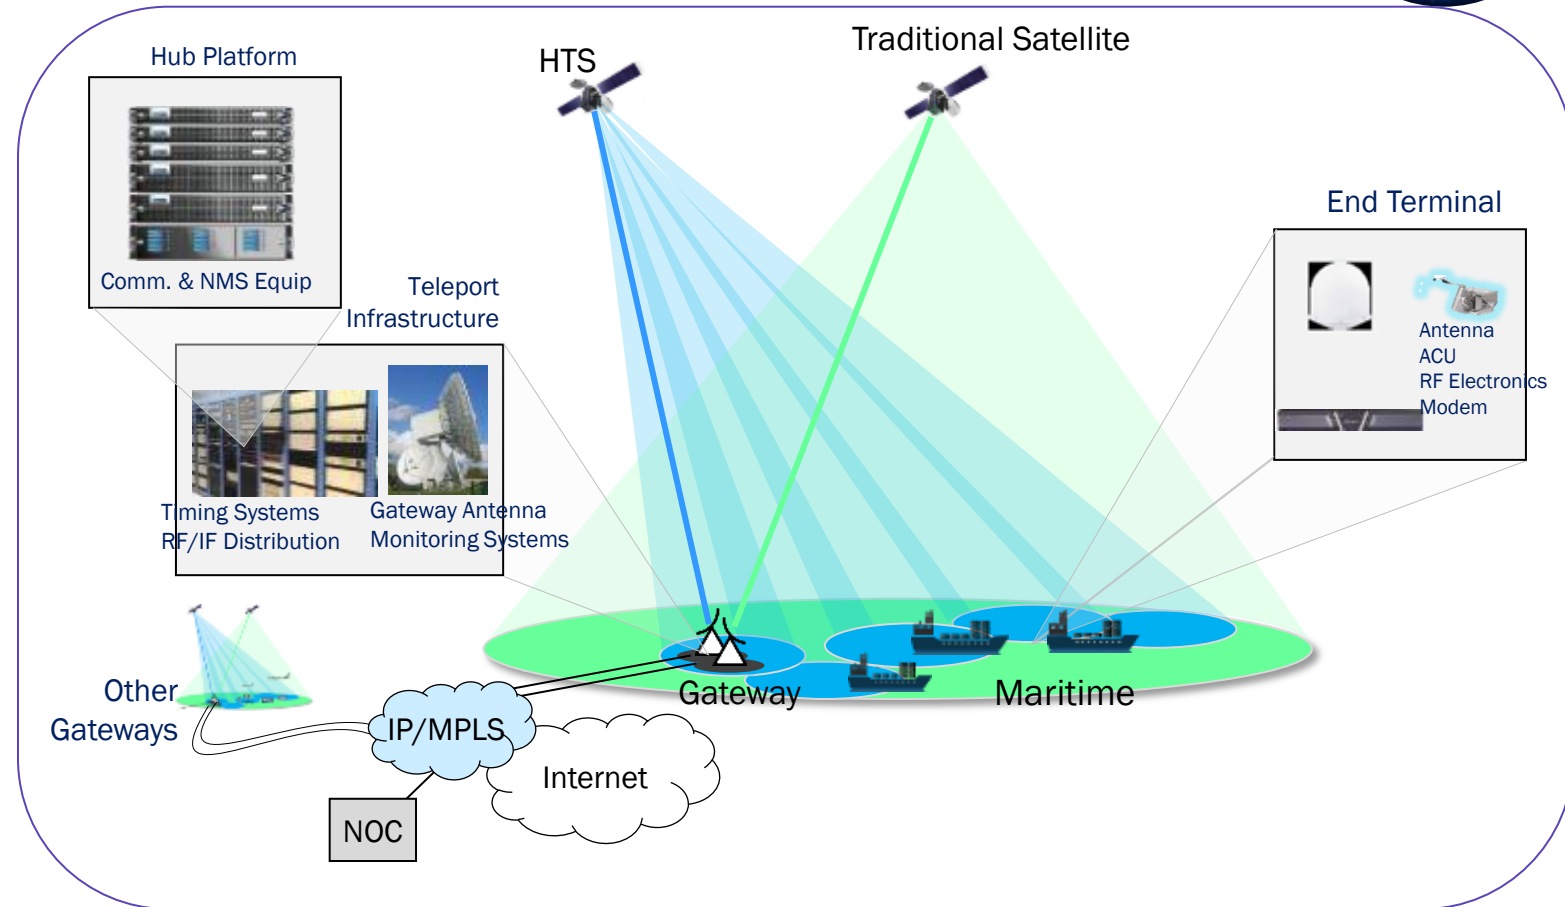 Hub Platform
HTS
Traditional Satellite
Comm. & NMS Equip
Teleport
Infrastructure
End Terminal
Antenna
ACU
RF Electronics
Modem
Timing Systems
RF/IF Distribution
Gateway Antenna
Monitoring Systems
Other
Gateways
Gateway
Maritime
IP/MPLS
Internet
NOC